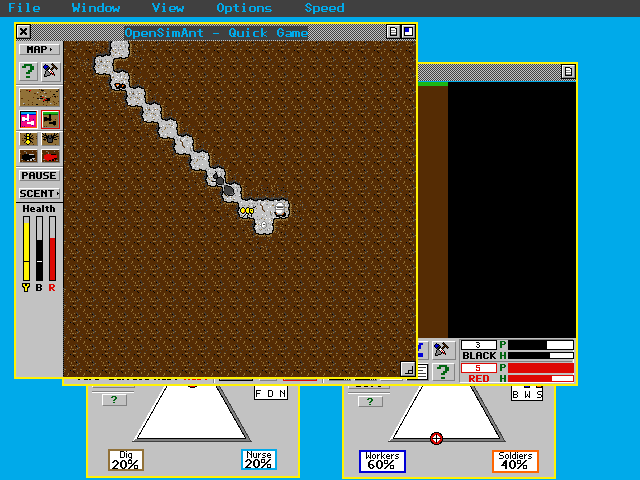 File Window View Options Speed
OpenSimAnt - Quick Game
MAP
?
PAUSE
SCENT
Health
Y B R
3 P
BLACK H
5 P
RED H
?
?
F D N
?
B W S
Dig
20%
Nurse
20%
Workers
60%
Soldiers
40%